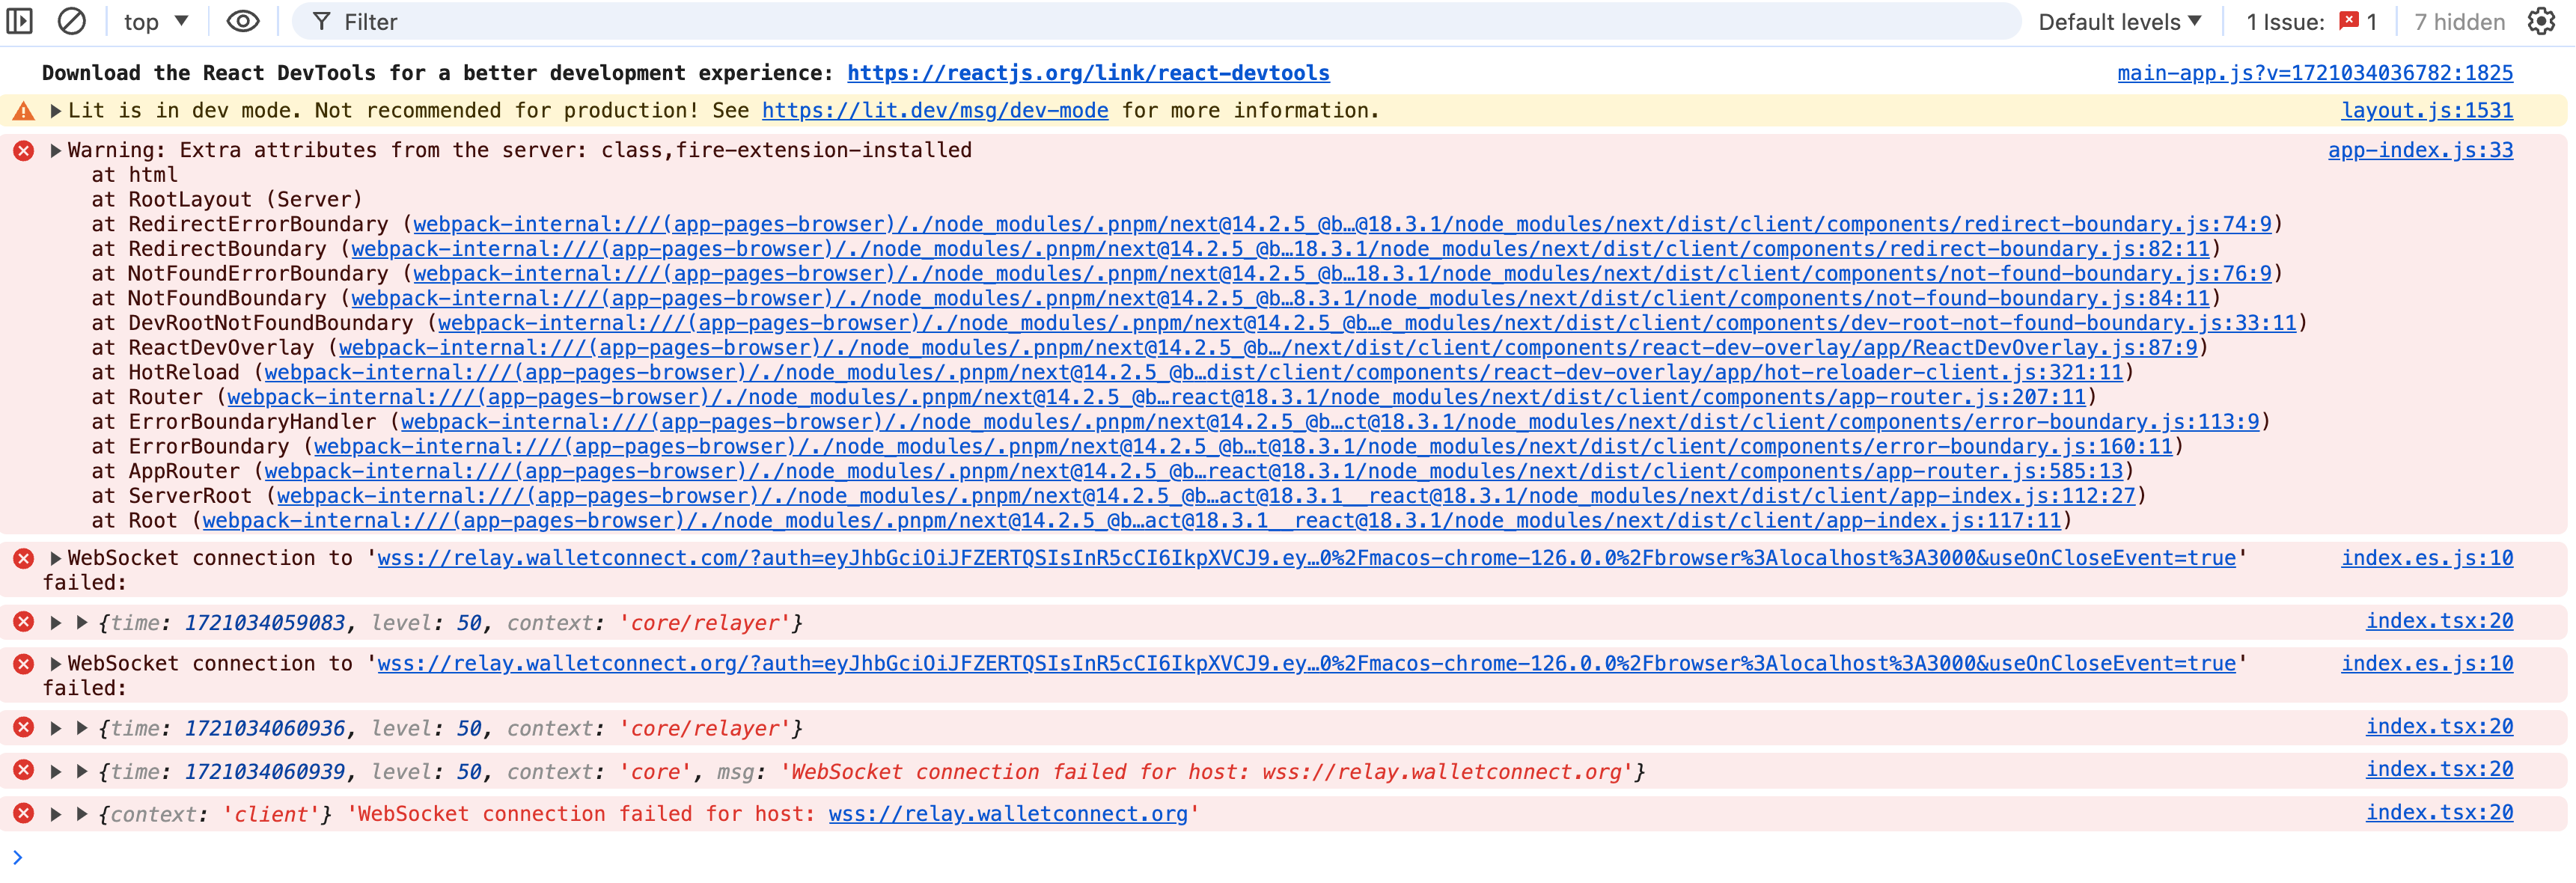 top Filter Default levels 1 Issue: 1 7 hidden
Download the React DevTools for a better development experience: https://reactjs.org/link/react-devtools main-app.js?v=1721034036782:1825
Lit is in dev mode. Not recommended for production! See https://lit.dev/msg/dev-mode for more information. layout.js:1531
Warning: Extra attributes from the server: class,fire-extension-installed app-index.js:33
at html
at RootLayout (Server)
at RedirectErrorBoundary (webpack-internal:///(app-pages-browser)/./node_modules/.pnpm/next@14.2.5_@b…@18.3.1/node_modules/next/dist/client/components/redirect-boundary.js:74:9)
at RedirectBoundary (webpack-internal:///(app-pages-browser)/./node_modules/.pnpm/next@14.2.5_@b…18.3.1/node_modules/next/dist/client/components/redirect-boundary.js:82:11)
at NotFoundErrorBoundary (webpack-internal:///(app-pages-browser)/./node_modules/.pnpm/next@14.2.5_@b…18.3.1/node_modules/next/dist/client/components/not-found-boundary.js:76:9)
at NotFoundBoundary (webpack-internal:///(app-pages-browser)/./node_modules/.pnpm/next@14.2.5_@b…8.3.1/node_modules/next/dist/client/components/not-found-boundary.js:84:11)
at DevRootNotFoundBoundary (webpack-internal:///(app-pages-browser)/./node_modules/.pnpm/next@14.2.5_@b…e_modules/next/dist/client/components/dev-root-not-found-boundary.js:33:11)
at ReactDevOverlay (webpack-internal:///(app-pages-browser)/./node_modules/.pnpm/next@14.2.5_@b…/next/dist/client/components/react-dev-overlay/app/ReactDevOverlay.js:87:9)
at HotReload (webpack-internal:///(app-pages-browser)/./node_modules/.pnpm/next@14.2.5_@b…dist/client/components/react-dev-overlay/app/hot-reloader-client.js:321:11)
at Router (webpack-internal:///(app-pages-browser)/./node_modules/.pnpm/next@14.2.5_@b…react@18.3.1/node_modules/next/dist/client/components/app-router.js:207:11)
at ErrorBoundaryHandler (webpack-internal:///(app-pages-browser)/./node_modules/.pnpm/next@14.2.5_@b…ct@18.3.1/node_modules/next/dist/client/components/error-boundary.js:113:9)
at ErrorBoundary (webpack-internal:///(app-pages-browser)/./node_modules/.pnpm/next@14.2.5_@b…t@18.3.1/node_modules/next/dist/client/components/error-boundary.js:160:11)
at AppRouter (webpack-internal:///(app-pages-browser)/./node_modules/.pnpm/next@14.2.5_@b…react@18.3.1/node_modules/next/dist/client/components/app-router.js:585:13)
at ServerRoot (webpack-internal:///(app-pages-browser)/./node_modules/.pnpm/next@14.2.5_@b…act@18.3.1__react@18.3.1/node_modules/next/dist/client/app-index.js:112:27)
at Root (webpack-internal:///(app-pages-browser)/./node_modules/.pnpm/next@14.2.5_@b…act@18.3.1__react@18.3.1/node_modules/next/dist/client/app-index.js:117:11)
WebSocket connection to 'wss://relay.walletconnect.com/?auth=eyJhbGciOiJFZERTQSIsInR5cCI6IkpXVCJ9.ey…0%2Fmacos-chrome-126.0.0%2Fbrowser%3Alocalhost%3A3000&useOnCloseEvent=true' index.es.js:10
failed:
{time: 1721034059083, level: 50, context: 'core/relayer'} index.tsx:20
WebSocket connection to 'wss://relay.walletconnect.org/?auth=eyJhbGciOiJFZERTQSIsInR5cCI6IkpXVCJ9.ey…0%2Fmacos-chrome-126.0.0%2Fbrowser%3Alocalhost%3A3000&useOnCloseEvent=true' index.es.js:10
failed:
{time: 1721034060936, level: 50, context: 'core/relayer'} index.tsx:20
{time: 1721034060939, level: 50, context: 'core', msg: 'WebSocket connection failed for host: wss://relay.walletconnect.org'} index.tsx:20
{context: 'client'} 'WebSocket connection failed for host: wss://relay.walletconnect.org' index.tsx:20